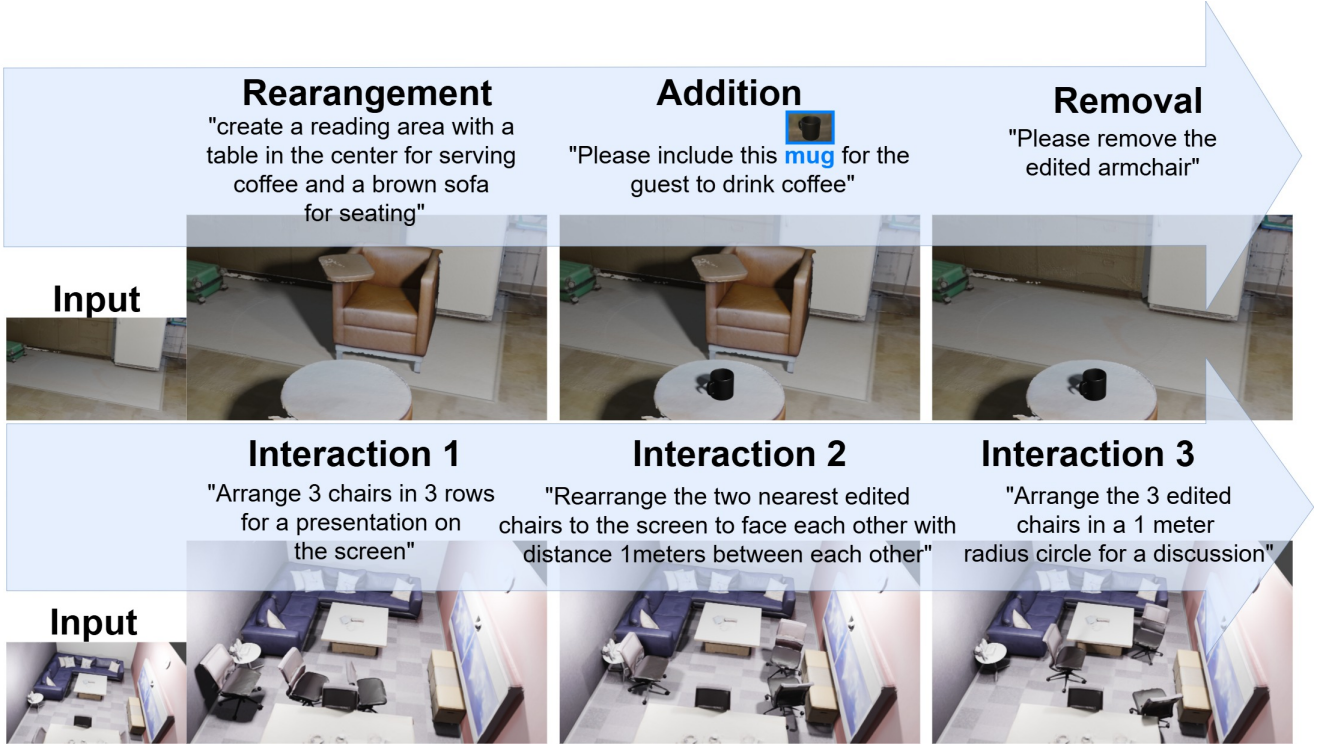 Rearangement
"create a reading area with a
table in the center for serving
coffee and a brown sofa
for seating"
Addition
"Please include this mug for the
guest to drink coffee"
Removal
"Please remove the
edited armchair"
Input
Interaction 1
"Arrange 3 chairs in 3 rows
for a presentation on
the screen"
Interaction 2
"Rearrange the two nearest edited
chairs to the screen to face each other with
distance 1meters between each other"
Interaction 3
"Arrange the 3 edited
chairs in a 1 meter
radius circle for a discussion"
Input